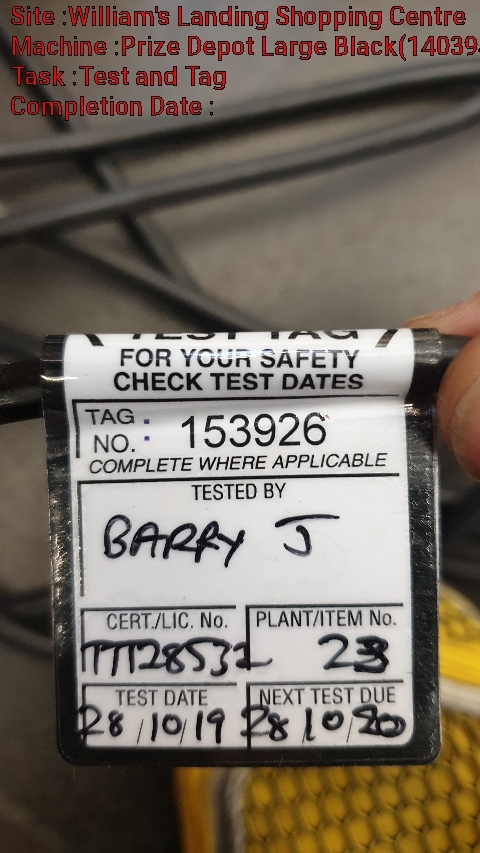 Site :William's Landing Shopping Centre
Machine :Prize Depot Large Black(14039
Task :Test and Tag
Completion Date :
TEST TAG
FOR YOUR SAFETY
CHECK TEST DATES
TAG NO. : 153926
COMPLETE WHERE APPLICABLE
TESTED BY
BARRY J
CERT./LIC. No. PLANT/ITEM No.
TTT28532 23
TEST DATE NEXT TEST DUE
28/10/19 28/10/20